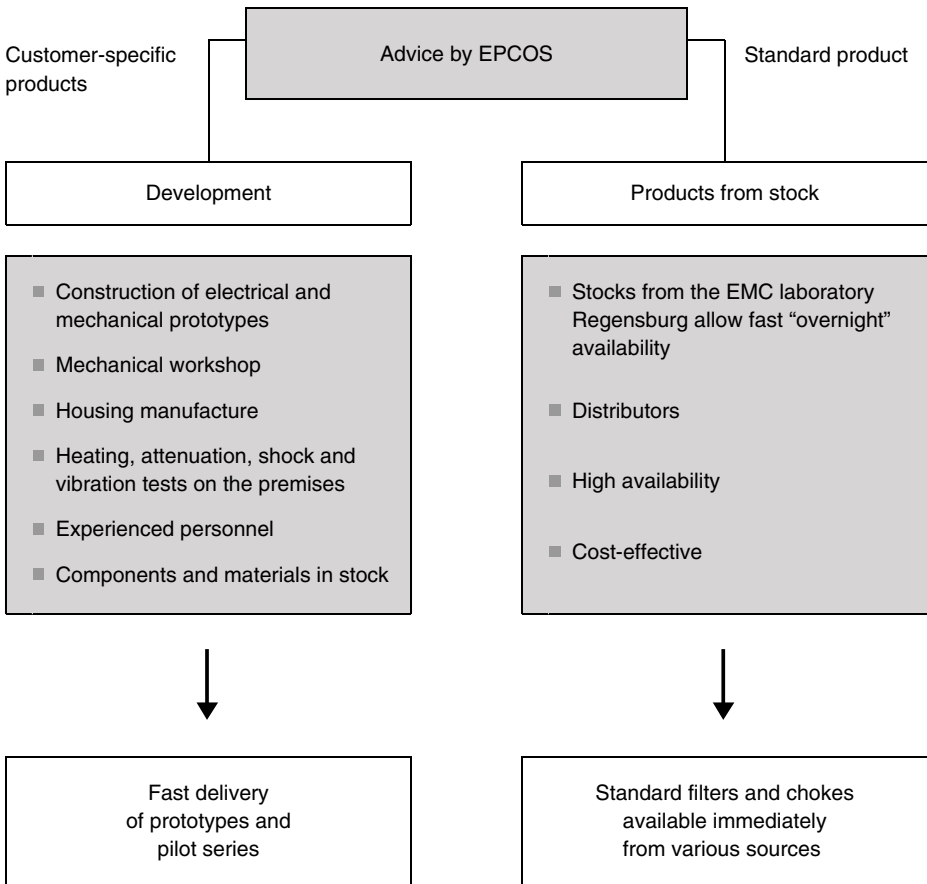 Customer-specific
products
Advice by EPCOS
Standard product
Development
Construction of electrical and
mechanical prototypes
Mechanical workshop
Housing manufacture
Heating, attenuation, shock and
vibration tests on the premises
Experienced personnel
Components and materials in stock
Fast delivery
of prototypes and
pilot series
Products from stock
Stocks from the EMC laboratory
Regensburg allow fast “overnight”
availability
Distributors
High availability
Cost-effective
Standard filters and chokes
available immediately
from various sources